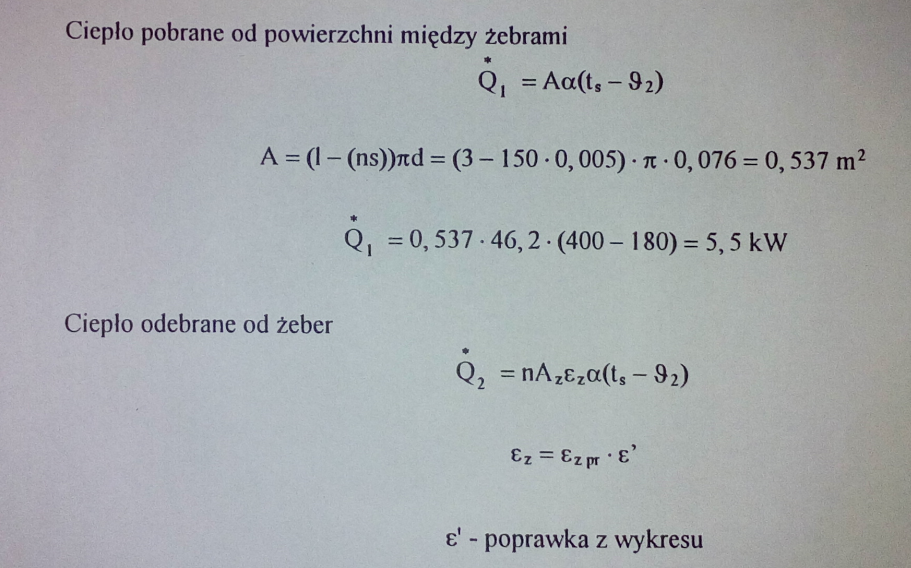 Ciepło pobrane od powierzchni między żebrami
Q̇₁ = Aα(tₛ – ϑ₂)
A = (l – (ns))πd = (3 – 150 · 0, 005) · π · 0, 076 = 0, 537 m²
Q̇₁ = 0, 537 · 46, 2 · (400 – 180) = 5, 5 kW
Ciepło odebrane od żeber
Q̇₂ = nA_zε_zα(tₛ – ϑ₂)
ε_z = ε_z pr · ε’
ε' - poprawka z wykresu